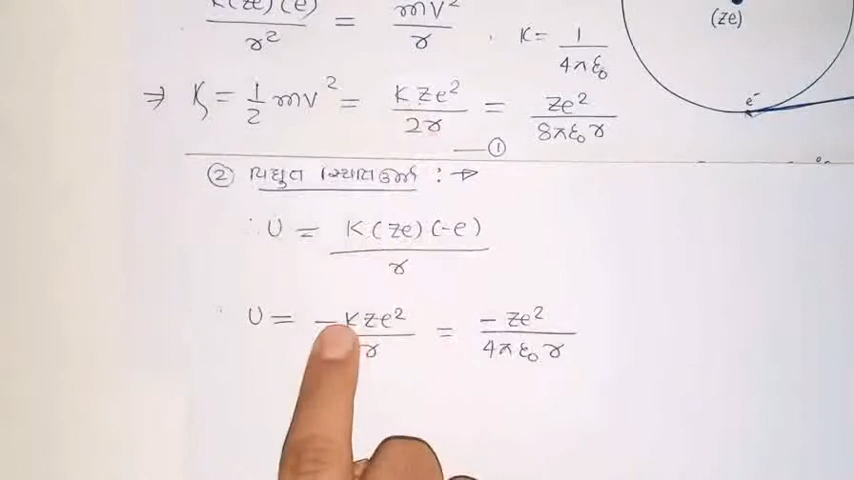 K(ze)(e)/r² = mv²/r , K = 1/4πε₀
(ze)
e⁻
⇒ K = 1/2 mv² = Kze²/2r = ze²/8πε₀r
—①
② વિદ્યુત સ્થિતિઊર્જા :→
∴ U = K(ze)(-e)/r
∴ U = -Kze²/r = -ze²/4πε₀r